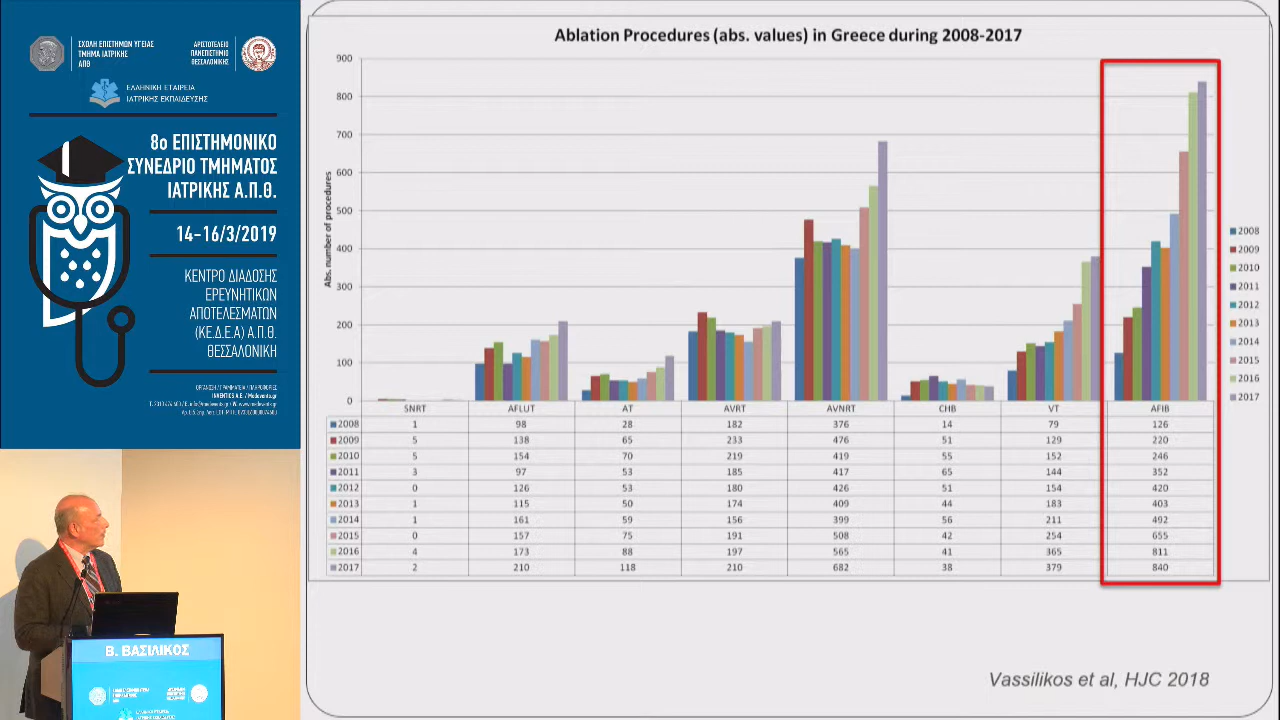 ΣΧΟΛΗ ΕΠΙΣΤΗΜΩΝ ΥΓΕΙΑΣ
ΤΜΗΜΑ ΙΑΤΡΙΚΗΣ
ΑΠΘ
ΑΡΙΣΤΟΤΕΛΕΙΟ
ΠΑΝΕΠΙΣΤΗΜΙΟ
ΘΕΣΣΑΛΟΝΙΚΗΣ
ΕΛΛΗΝΙΚΗ ΕΤΑΙΡΕΙΑ
ΙΑΤΡΙΚΗΣ ΕΚΠΑΙΔΕΥΣΗΣ
8ο ΕΠΙΣΤΗΜΟΝΙΚΟ
ΣΥΝΕΔΡΙΟ ΤΜΗΜΑΤΟΣ
ΙΑΤΡΙΚΗΣ Α.Π.Θ.
14-16/3/2019
ΚΕΝΤΡΟ ΔΙΑΔΟΣΗΣ
ΕΡΕΥΝΗΤΙΚΩΝ
ΑΠΟΤΕΛΕΣΜΑΤΩΝ
(ΚΕ.Δ.Ε.Α) Α.Π.Θ.
ΘΕΣΣΑΛΟΝΙΚΗ
ΟΡΓΑΝΩΣΗ / ΓΡΑΜΜΑΤΕΙΑ / ΠΛΗΡΟΦΟΡΙΕΣ
Β. ΒΑΣΙΛΙΚΟΣ
Ablation Procedures (abs. values) in Greece during 2008-2017
Abs. number of procedures
900
800
700
600
500
400
300
200
100
0
SNRT AFLUT AT AVRT AVNRT CHB VT AFIB
2008 1 98 28 182 376 14 79 126
2009 5 138 65 233 476 51 129 220
2010 5 154 70 219 419 55 152 246
2011 3 97 53 185 417 65 144 352
2012 0 126 53 180 426 51 154 420
2013 1 115 50 174 409 44 183 403
2014 1 161 59 156 399 56 211 492
2015 0 157 75 191 508 42 254 655
2016 4 173 88 197 565 41 365 811
2017 2 210 118 210 682 38 379 840
2008
2009
2010
2011
2012
2013
2014
2015
2016
2017
Vassilikos et al, HJC 2018